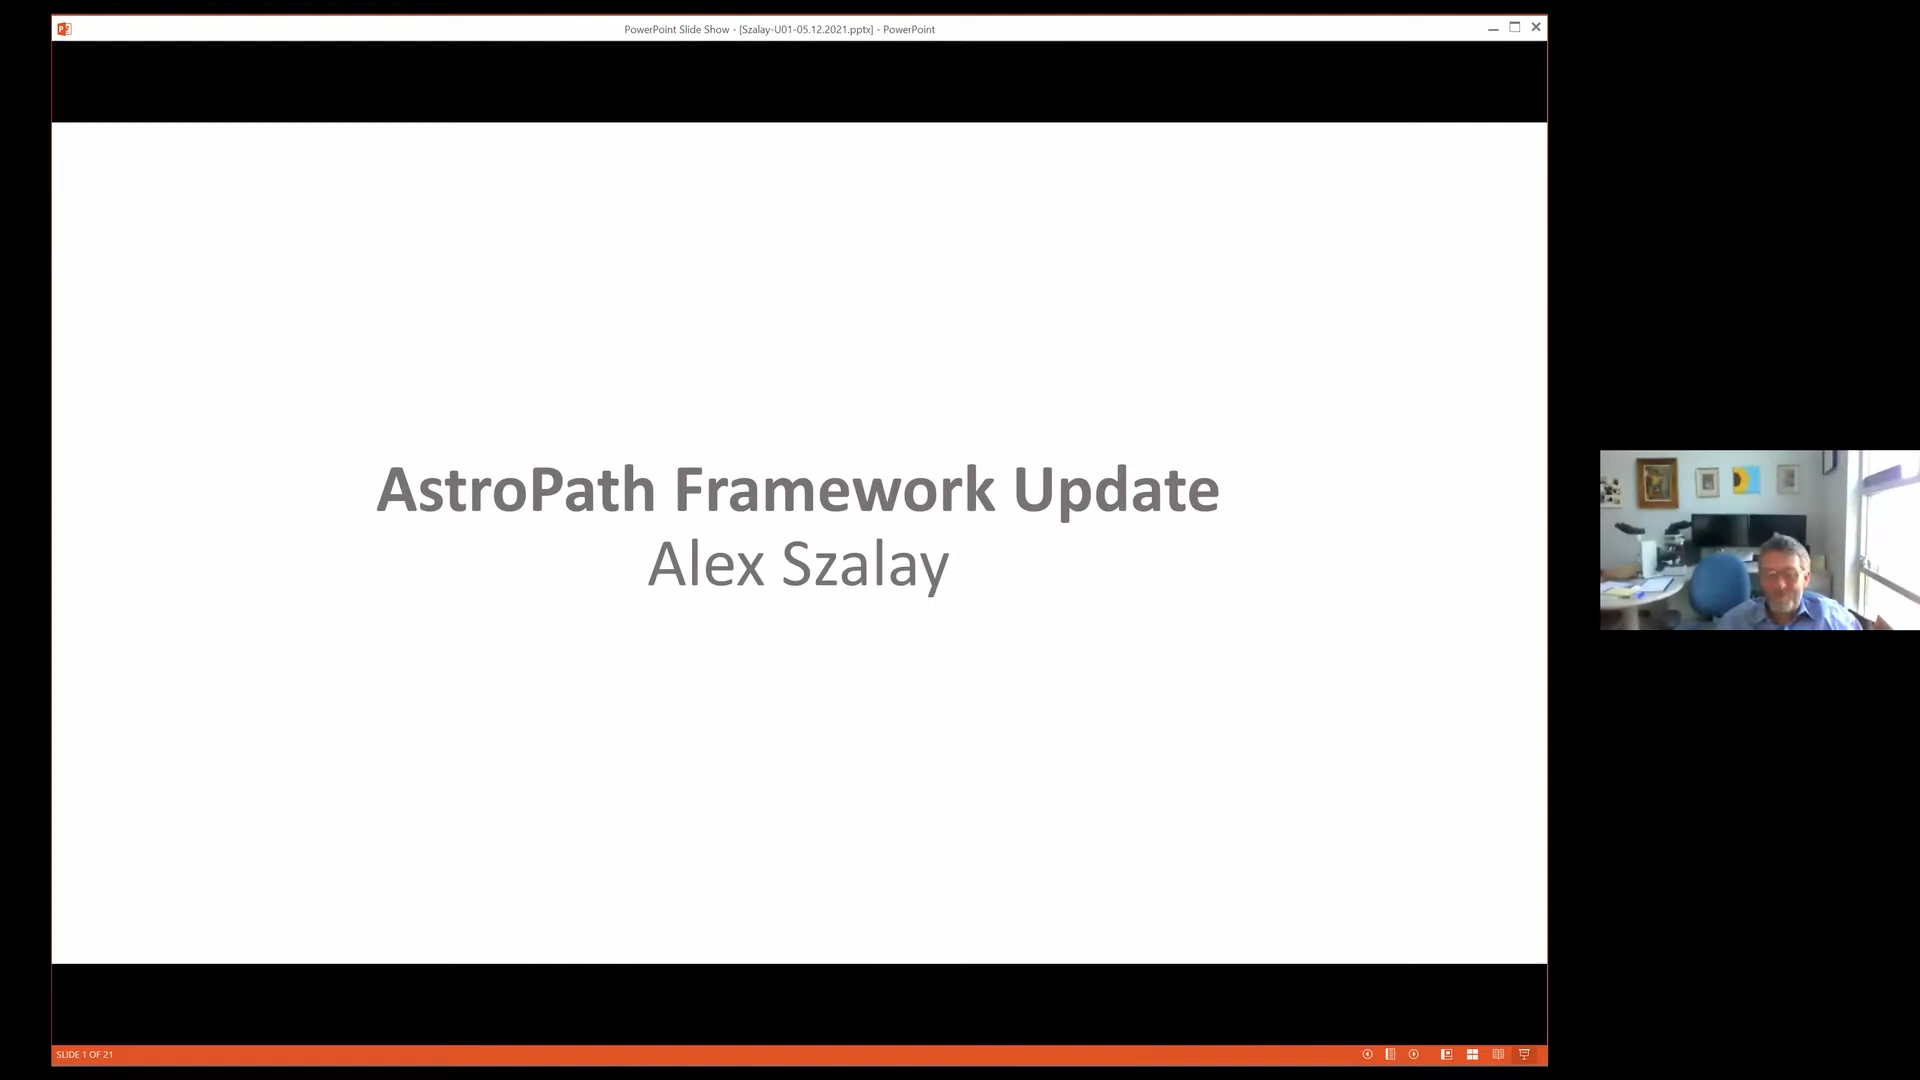 PowerPoint Slide Show - [Szalay-U01-05.12.2021.pptx] - PowerPoint
AstroPath Framework Update
Alex Szalay
SLIDE 1 OF 21